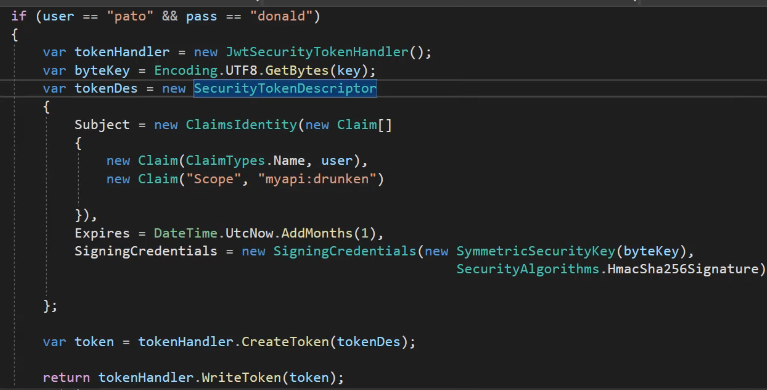 if (user == "pato" && pass == "donald")
{
var tokenHandler = new JwtSecurityTokenHandler();
var byteKey = Encoding.UTF8.GetBytes(key);
var tokenDes = new SecurityTokenDescriptor
{
Subject = new ClaimsIdentity(new Claim[]
{
new Claim(ClaimTypes.Name, user),
new Claim("Scope", "myapi:drunken")
}),
Expires = DateTime.UtcNow.AddMonths(1),
SigningCredentials = new SigningCredentials(new SymmetricSecurityKey(byteKey),
SecurityAlgorithms.HmacSha256Signature)
};
var token = tokenHandler.CreateToken(tokenDes);
return tokenHandler.WriteToken(token);